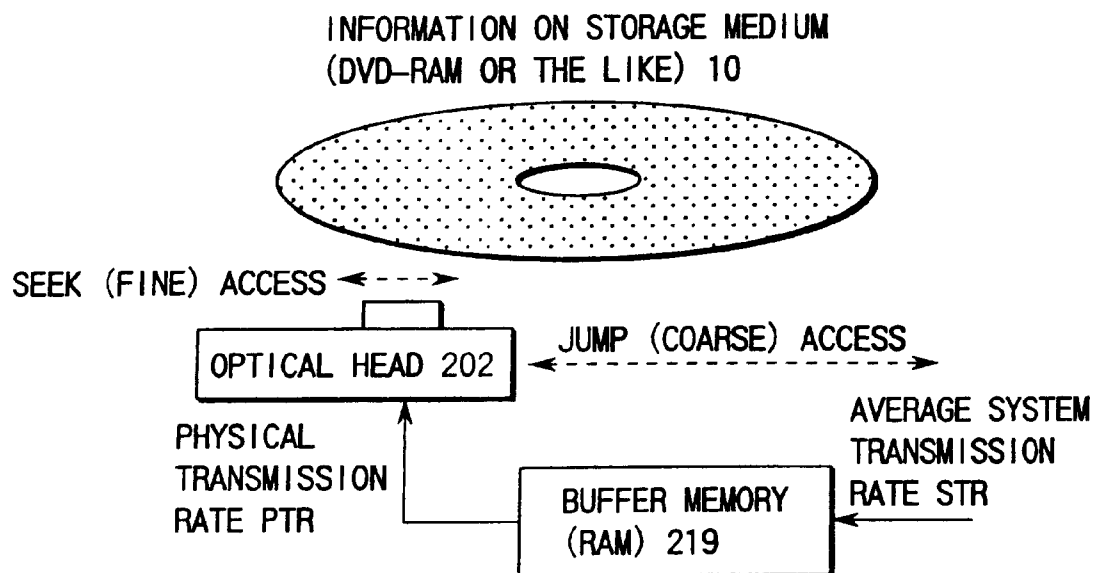 INFORMATION ON STORAGE MEDIUM
(DVD-RAM OR THE LIKE) 10
SEEK (FINE) ACCESS
JUMP (COARSE) ACCESS
OPTICAL HEAD 202
PHYSICAL
TRANSMISSION
RATE PTR
AVERAGE SYSTEM
TRANSMISSION
RATE STR
BUFFER MEMORY
(RAM) 219